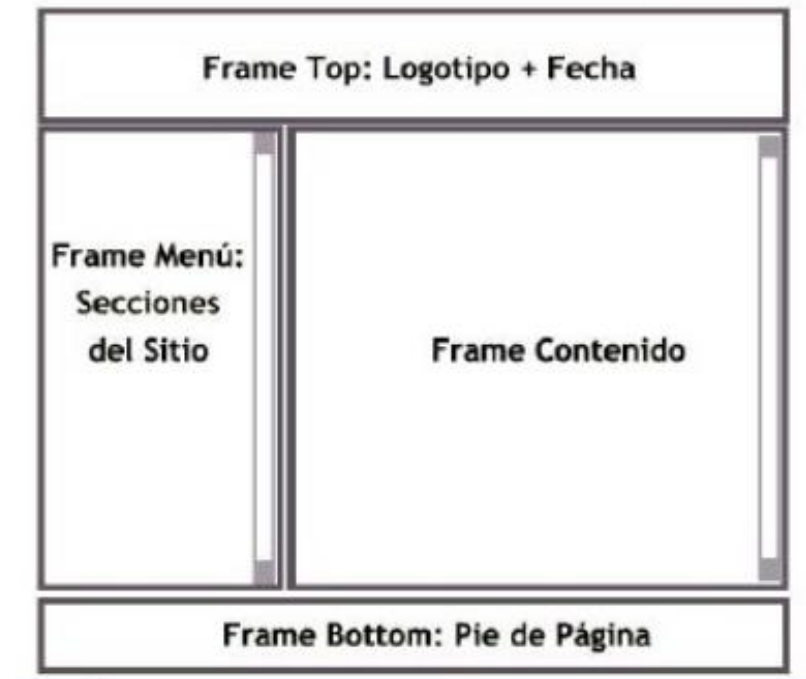 Frame Top: Logotipo + Fecha
Frame Menú:
Secciones
del Sitio
Frame Contenido
Frame Bottom: Pie de Página